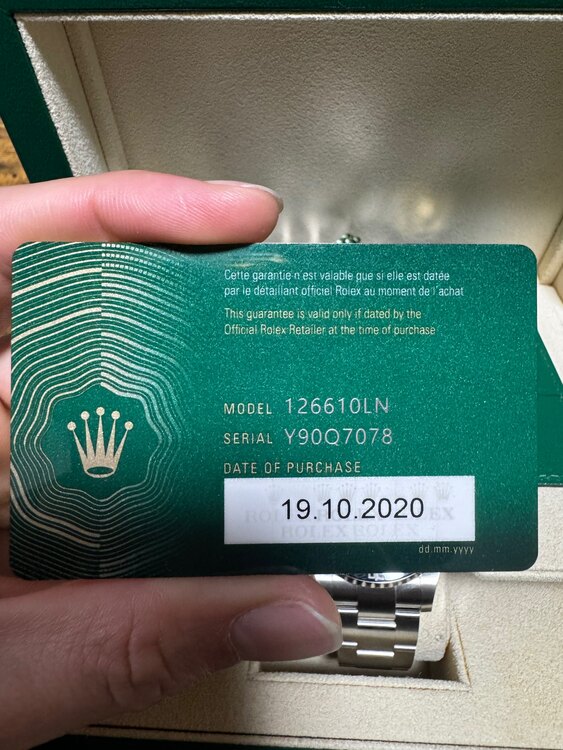 Cette garantie n est valable que si elle est datée
par le détaillant officiel Rolex au moment de l'achat
This guarantee is valid only if dated by the
Official Rolex Retailer at the time of purchase
MODEL 126610LN
SERIAL Y90Q7078
DATE OF PURCHASE
19.10.2020
ROLEX ROLEX
dd.mm.yyyy